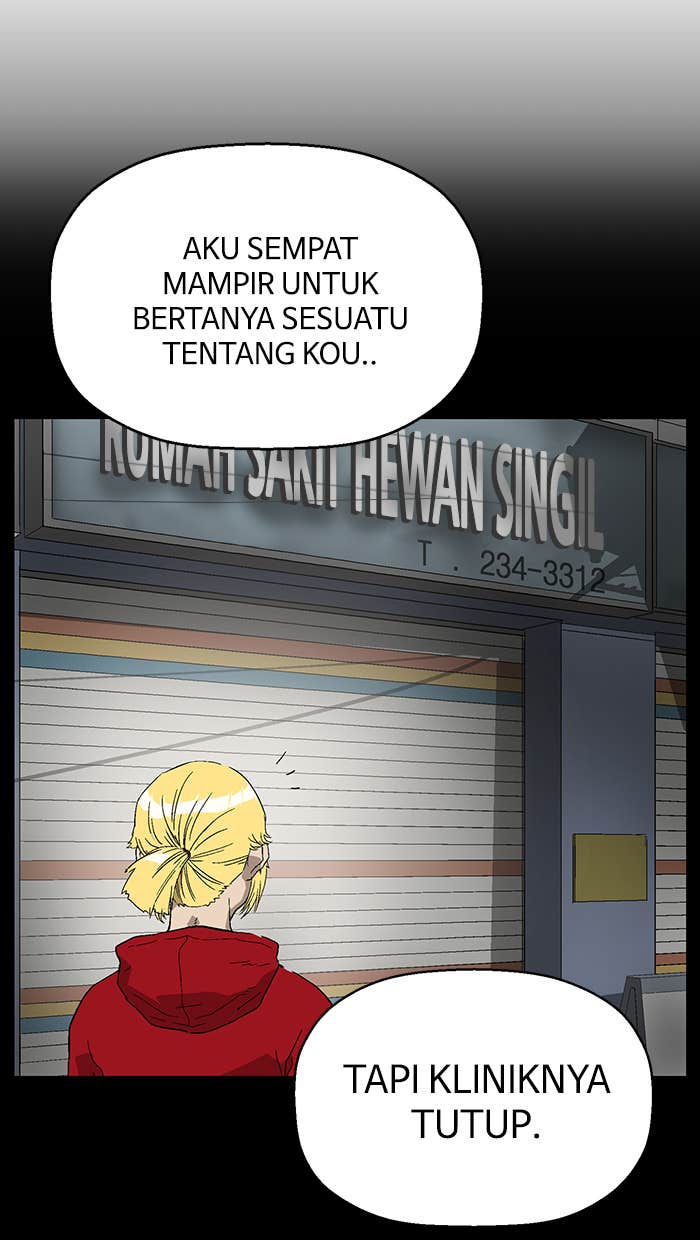 AKU SEMPAT
MAMPIR UNTUK
BERTANYA SESUATU
TENTANG KOU..
RUMAH SAKIT HEWAN SINGIL
T . 234-3312
TAPI KLINIKNYA
TUTUP.